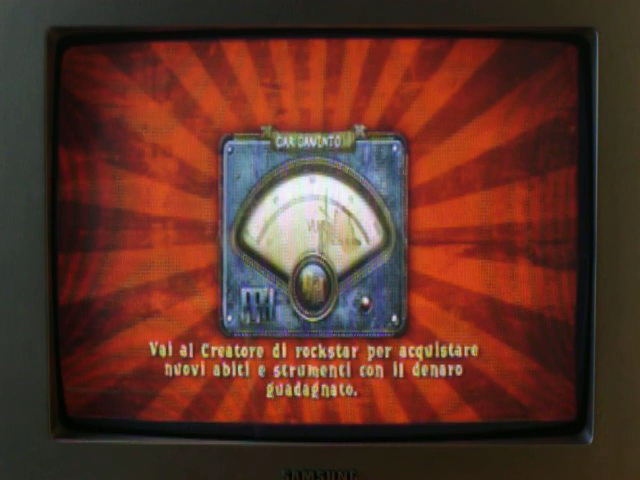 CARICAMENTO
Vai al Creatore di rockstar per acquistare
nuovi abiti e strumenti con il denaro
guadagnato.
SAMSUNG